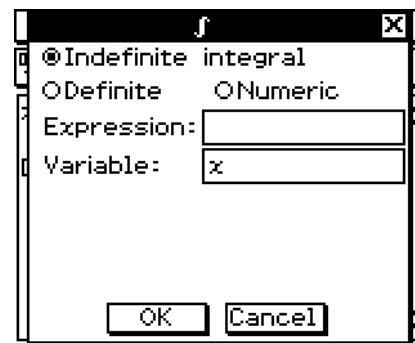 ∫
Indefinite integral
Definite Numeric
Expression:
Variable: x
OK Cancel